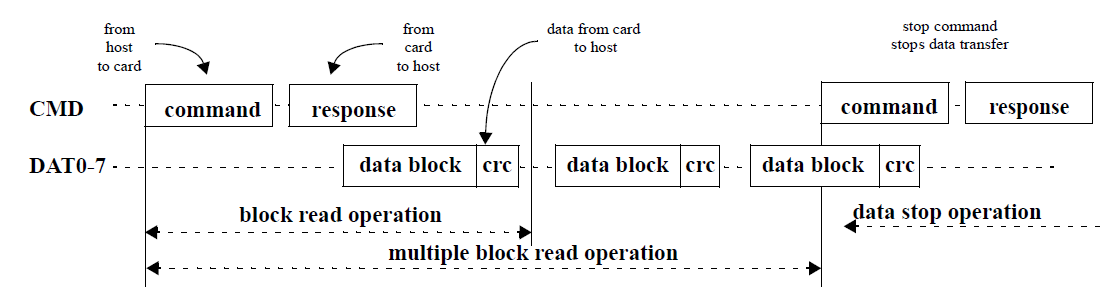 from
host
to card
from
card
to host
data from card
to host
stop command
stops data transfer
CMD
command
response
command
response
DAT0-7
data block
crc
data block
crc
data block
crc
block read operation
data stop operation
multiple block read operation